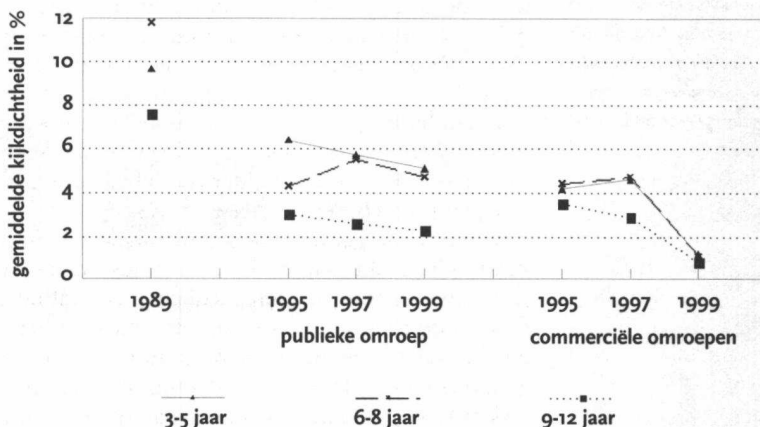 gemiddelde kijkdichtheid in %
12
10
8
6
4
2
0
1989 1995 1997 1999 1995 1997 1999
publieke omroep commerciële omroepen
3-5 jaar 6-8 jaar 9-12 jaar